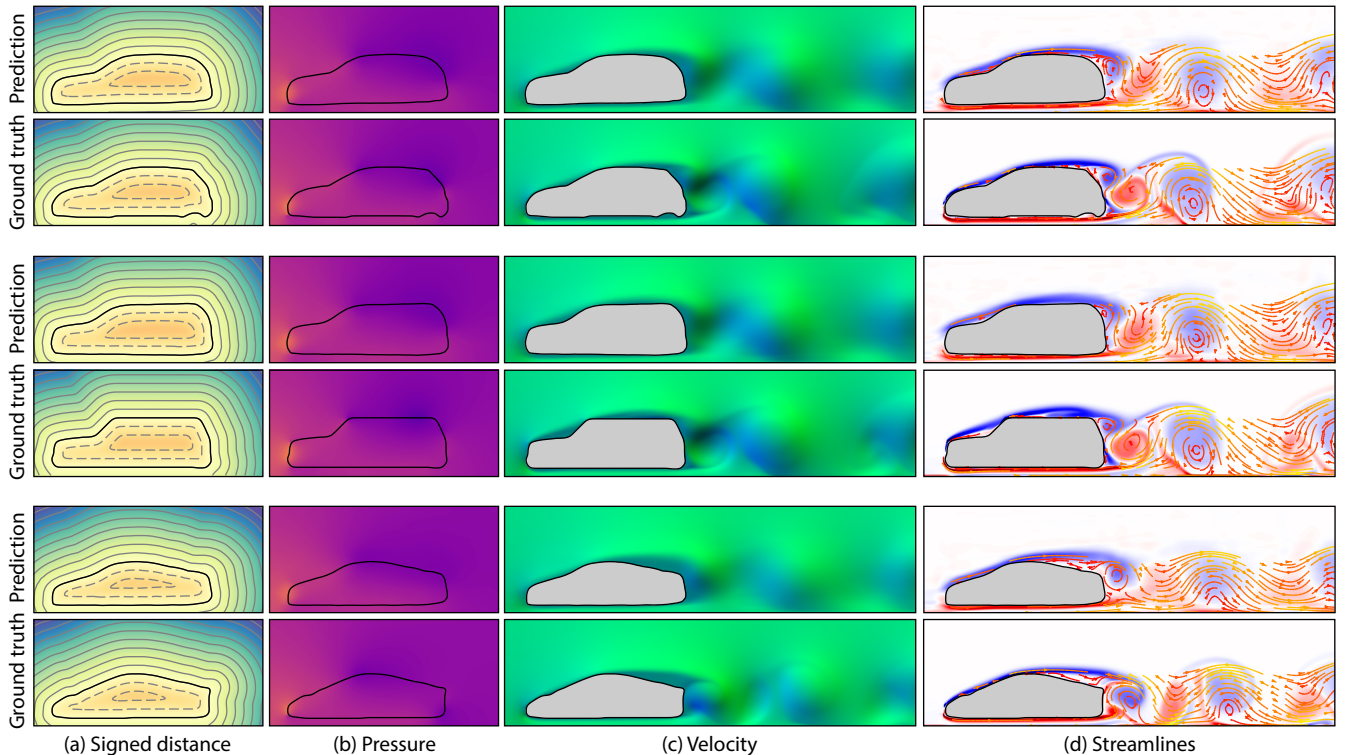 Prediction
Ground truth
Prediction
Ground truth
Prediction
Ground truth
(a) Signed distance
(b) Pressure
(c) Velocity
(d) Streamlines